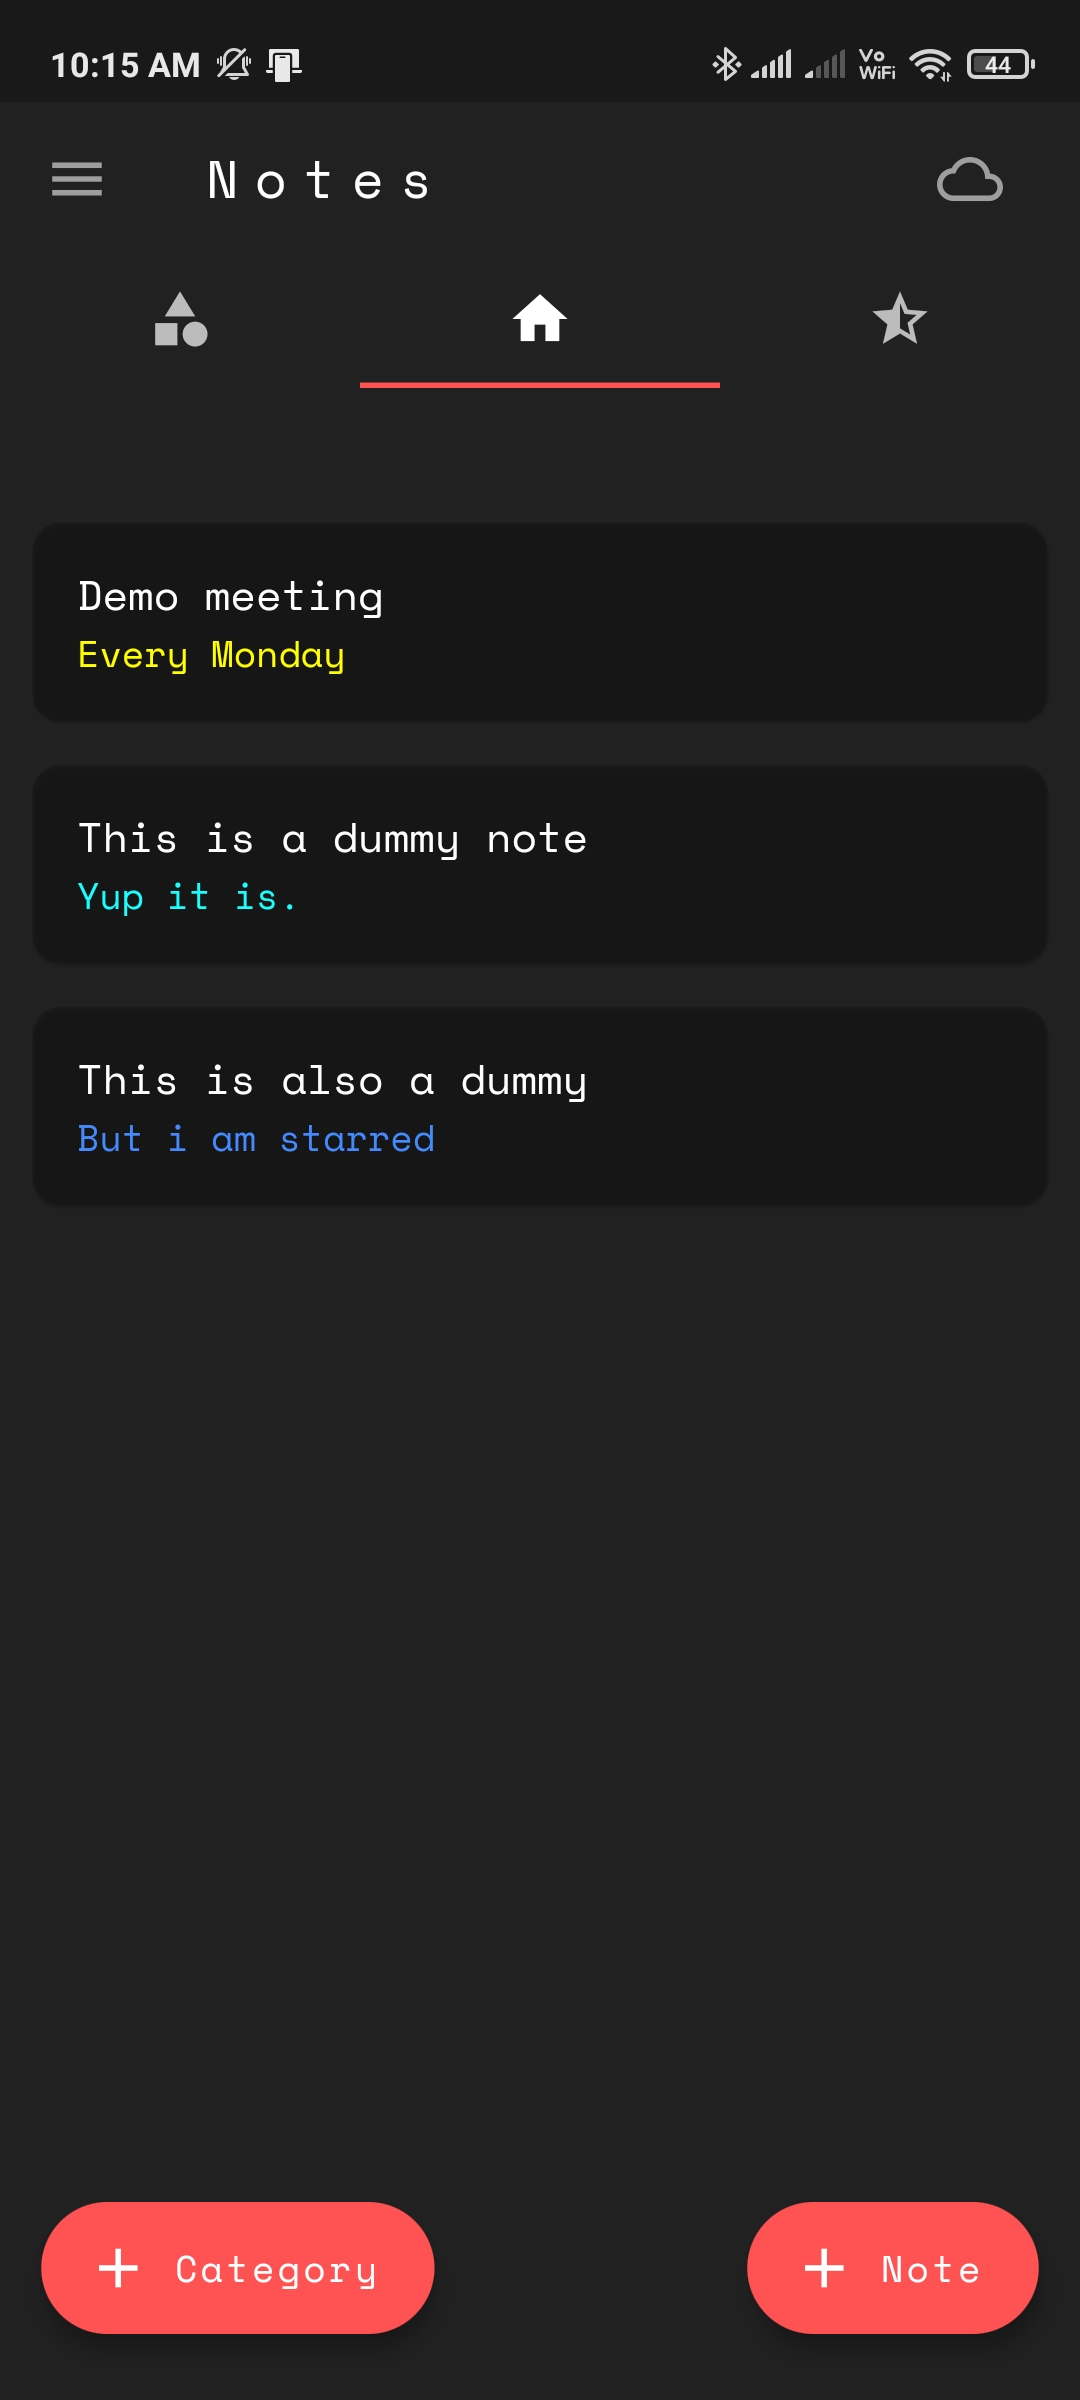 10:15 AM
Vo
WiFi
44
Notes
Demo meeting
Every Monday
This is a dummy note
Yup it is.
This is also a dummy
But i am starred
Category
Note